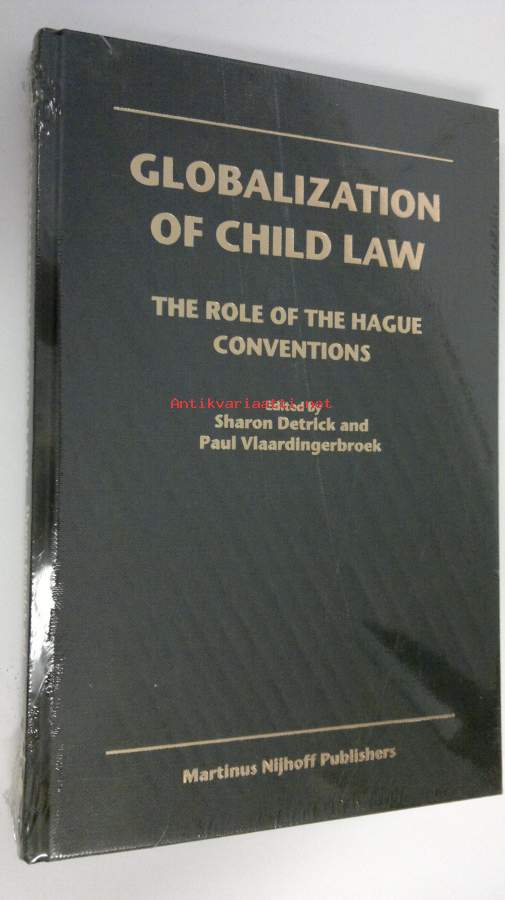 GLOBALIZATION
OF CHILD LAW
THE ROLE OF THE HAGUE
CONVENTIONS
Antikvariaatti.net
Edited by
Sharon Detrick and
Paul Vlaardingerbroek
Martinus Nijhoff Publishers